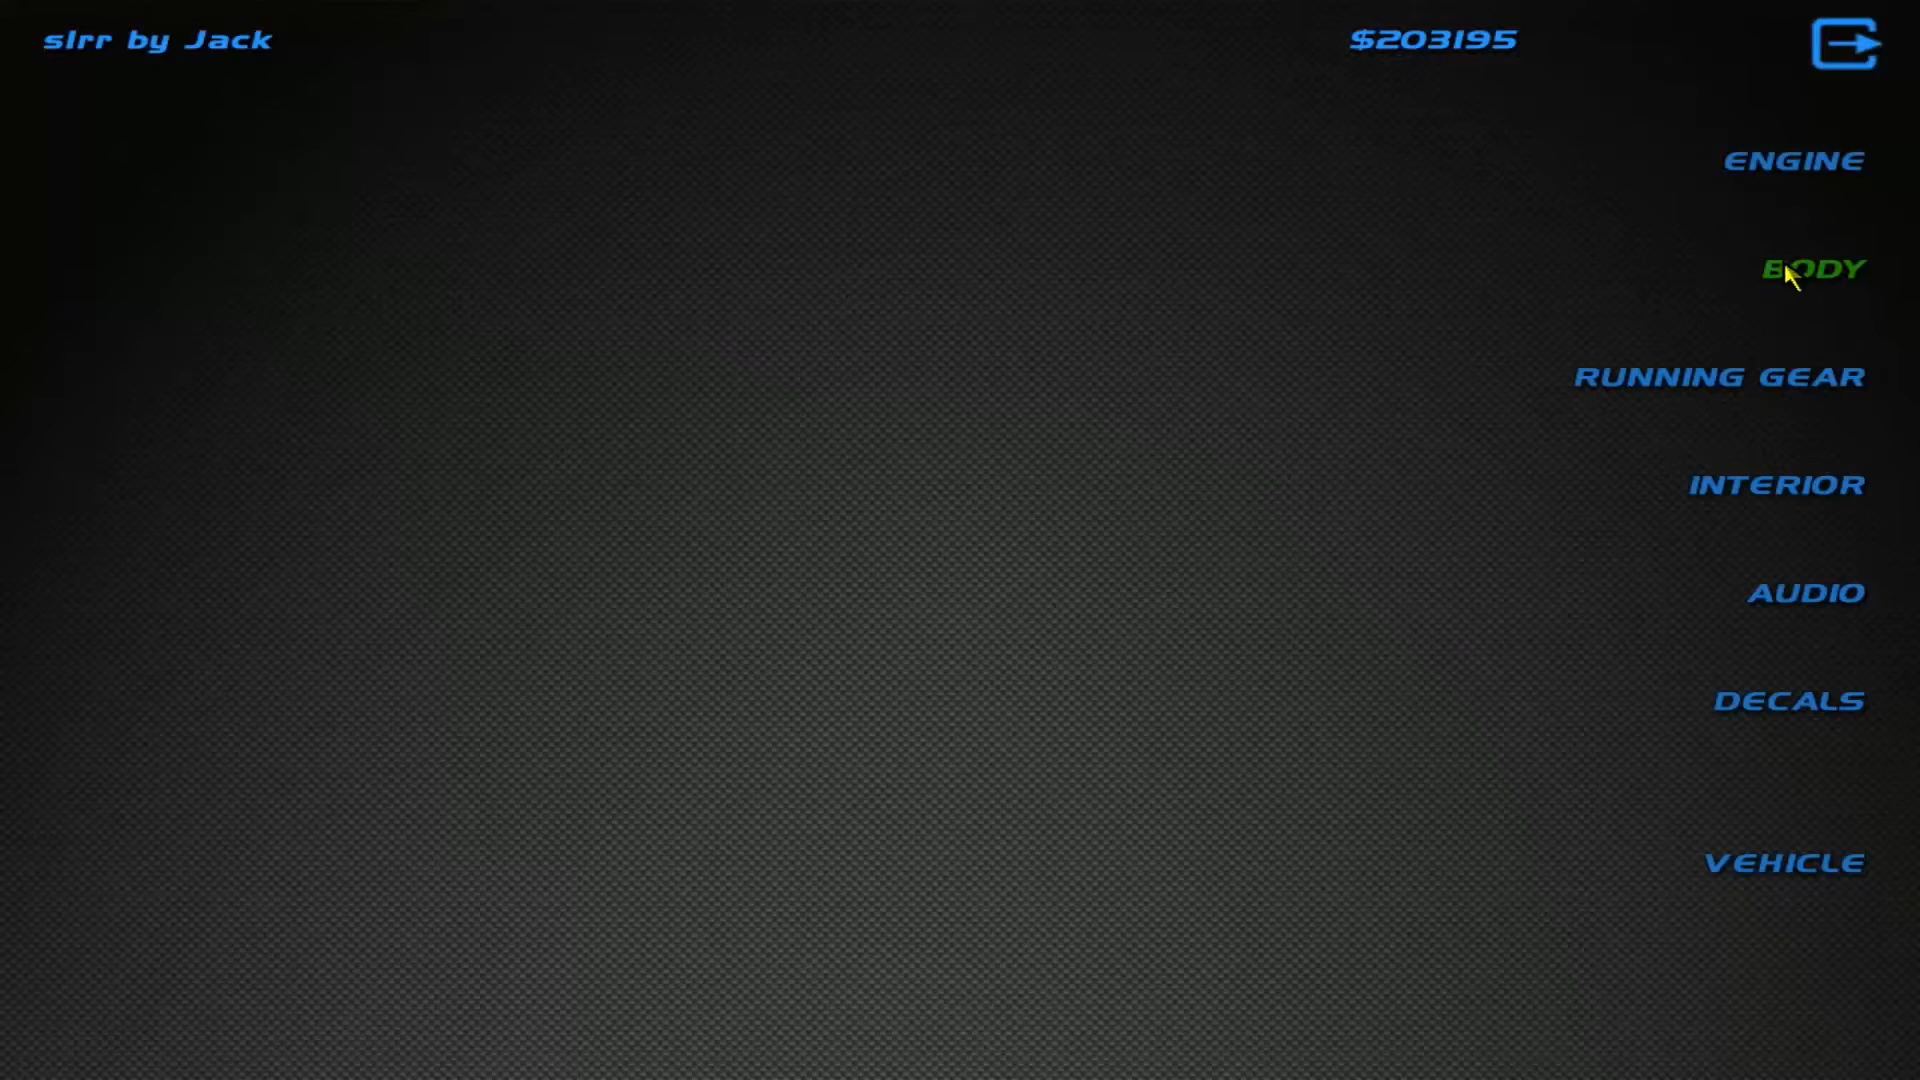 slrr by Jack
$203195
ENGINE
BODY
RUNNING GEAR
INTERIOR
AUDIO
DECALS
VEHICLE